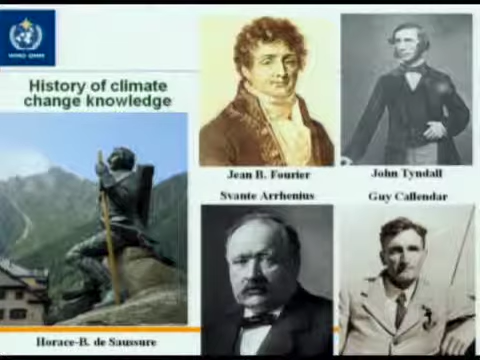 History of climate
change knowledge
Jean B. Fourier
John Tyndall
Svante Arrhenius
Guy Callendar
Horace-B. de Saussure